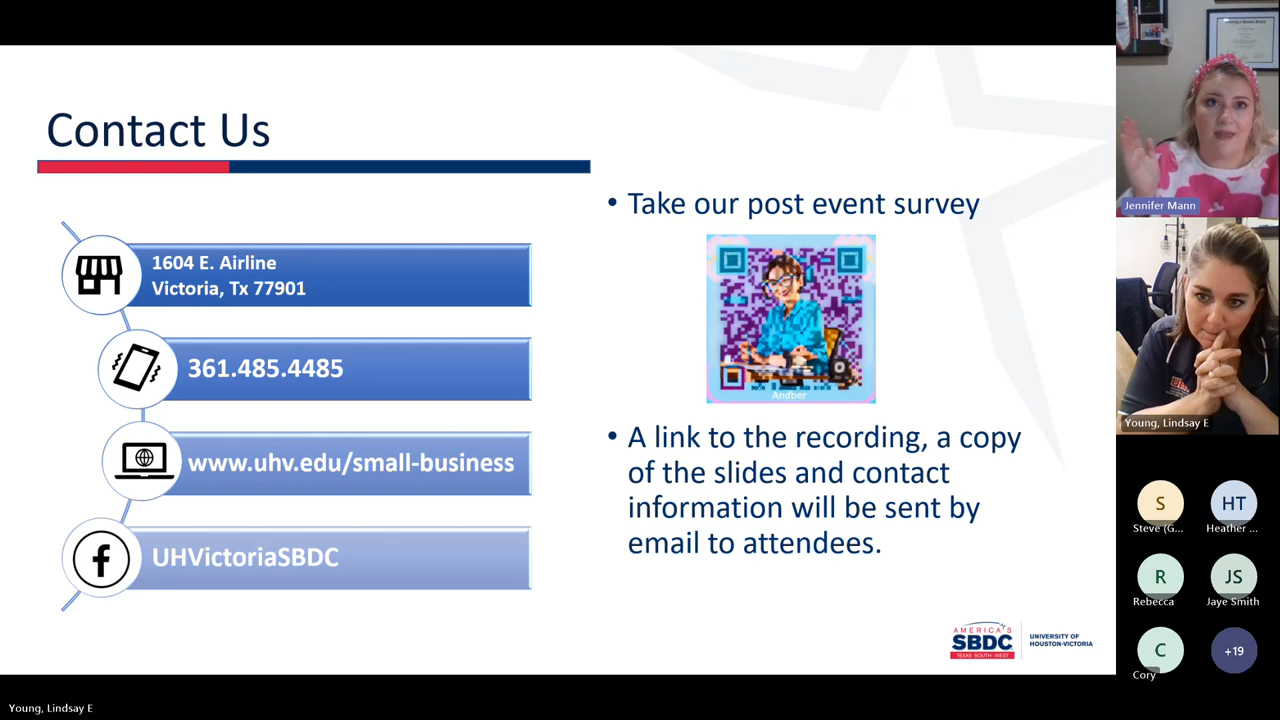 Contact Us
1604 E. Airline
Victoria, Tx 77901
361.485.4485
www.uhv.edu/small-business
UHVictoriaSBDC
• Take our post event survey
Andber
• A link to the recording, a copy
of the slides and contact
information will be sent by
email to attendees.
AMERICA'S
SBDC
TEXAS SOUTH-WEST
UNIVERSITY OF
HOUSTON-VICTORIA
Jennifer Mann
Young, Lindsay E
S
HT
Steve (G...
Heather ...
R
JS
Rebecca
Jaye Smith
C
+19
Cory
Young, Lindsay E